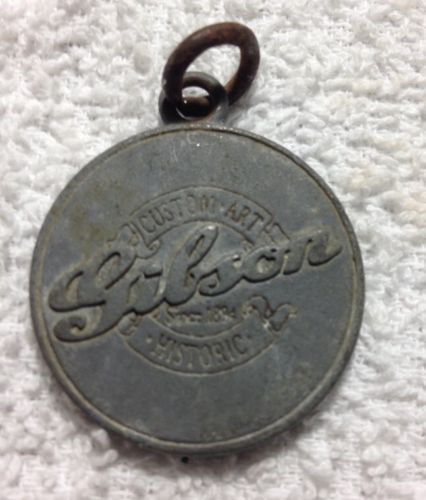 CUSTOM · ART
Gibson
Since 1894
· HISTORIC ·